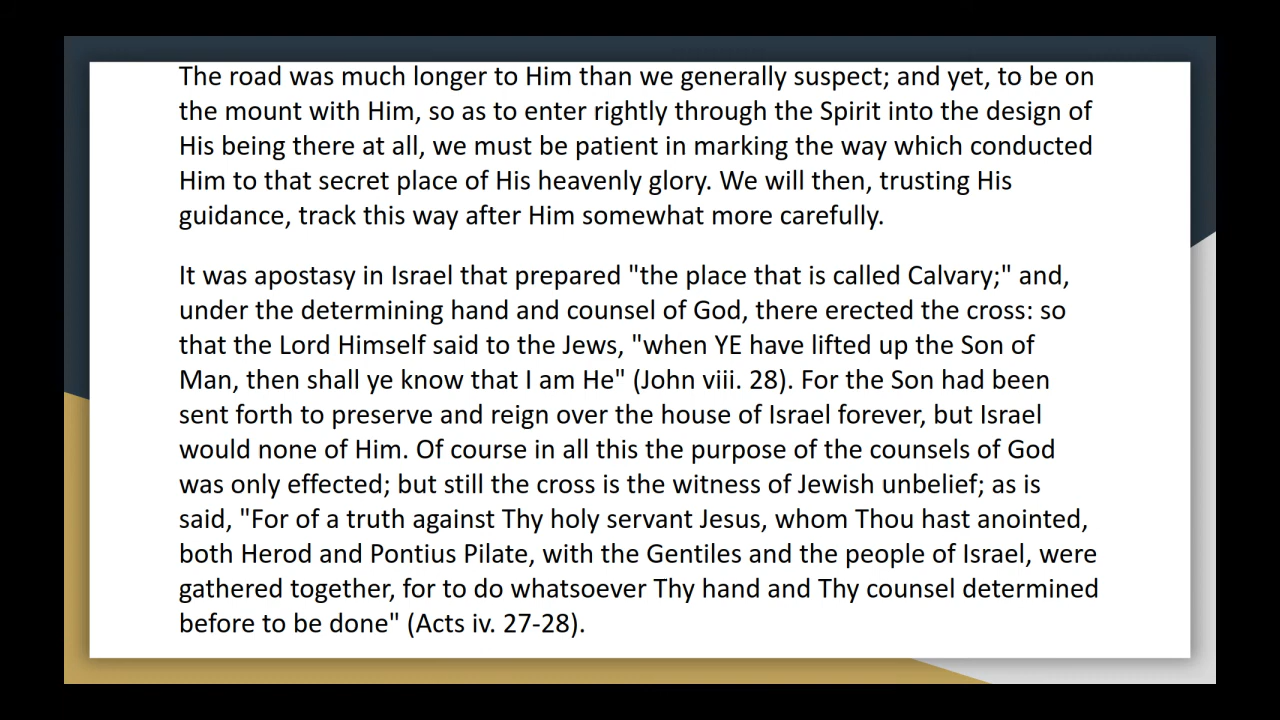 The road was much longer to Him than we generally suspect; and yet, to be on
the mount with Him, so as to enter rightly through the Spirit into the design of
His being there at all, we must be patient in marking the way which conducted
Him to that secret place of His heavenly glory. We will then, trusting His
guidance, track this way after Him somewhat more carefully.
It was apostasy in Israel that prepared "the place that is called Calvary;" and,
under the determining hand and counsel of God, there erected the cross: so
that the Lord Himself said to the Jews, "when YE have lifted up the Son of
Man, then shall ye know that I am He" (John viii. 28). For the Son had been
sent forth to preserve and reign over the house of Israel forever, but Israel
would none of Him. Of course in all this the purpose of the counsels of God
was only effected; but still the cross is the witness of Jewish unbelief; as is
said, "For of a truth against Thy holy servant Jesus, whom Thou hast anointed,
both Herod and Pontius Pilate, with the Gentiles and the people of Israel, were
gathered together, for to do whatsoever Thy hand and Thy counsel determined
before to be done" (Acts iv. 27-28).